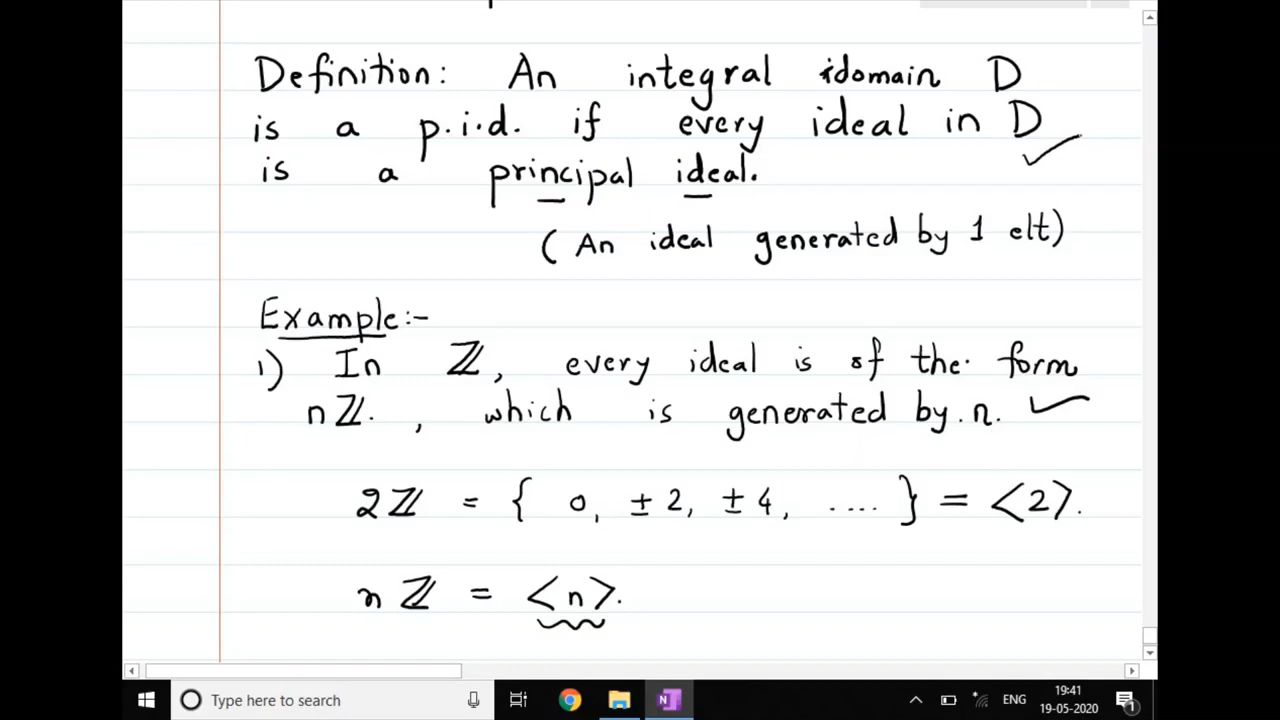 Definition: An integral idomain D
is a p.i.d. if every ideal in D
is a principal ideal.
(An ideal generated by 1 elt)
Example:-
1) In ℤ, every ideal is of the form
nℤ. , which is generated by n.
2ℤ = { 0, ±2, ±4, .... } = <2>.
nℤ = <n>.
Type here to search
ENG
19:41
19-05-2020
1